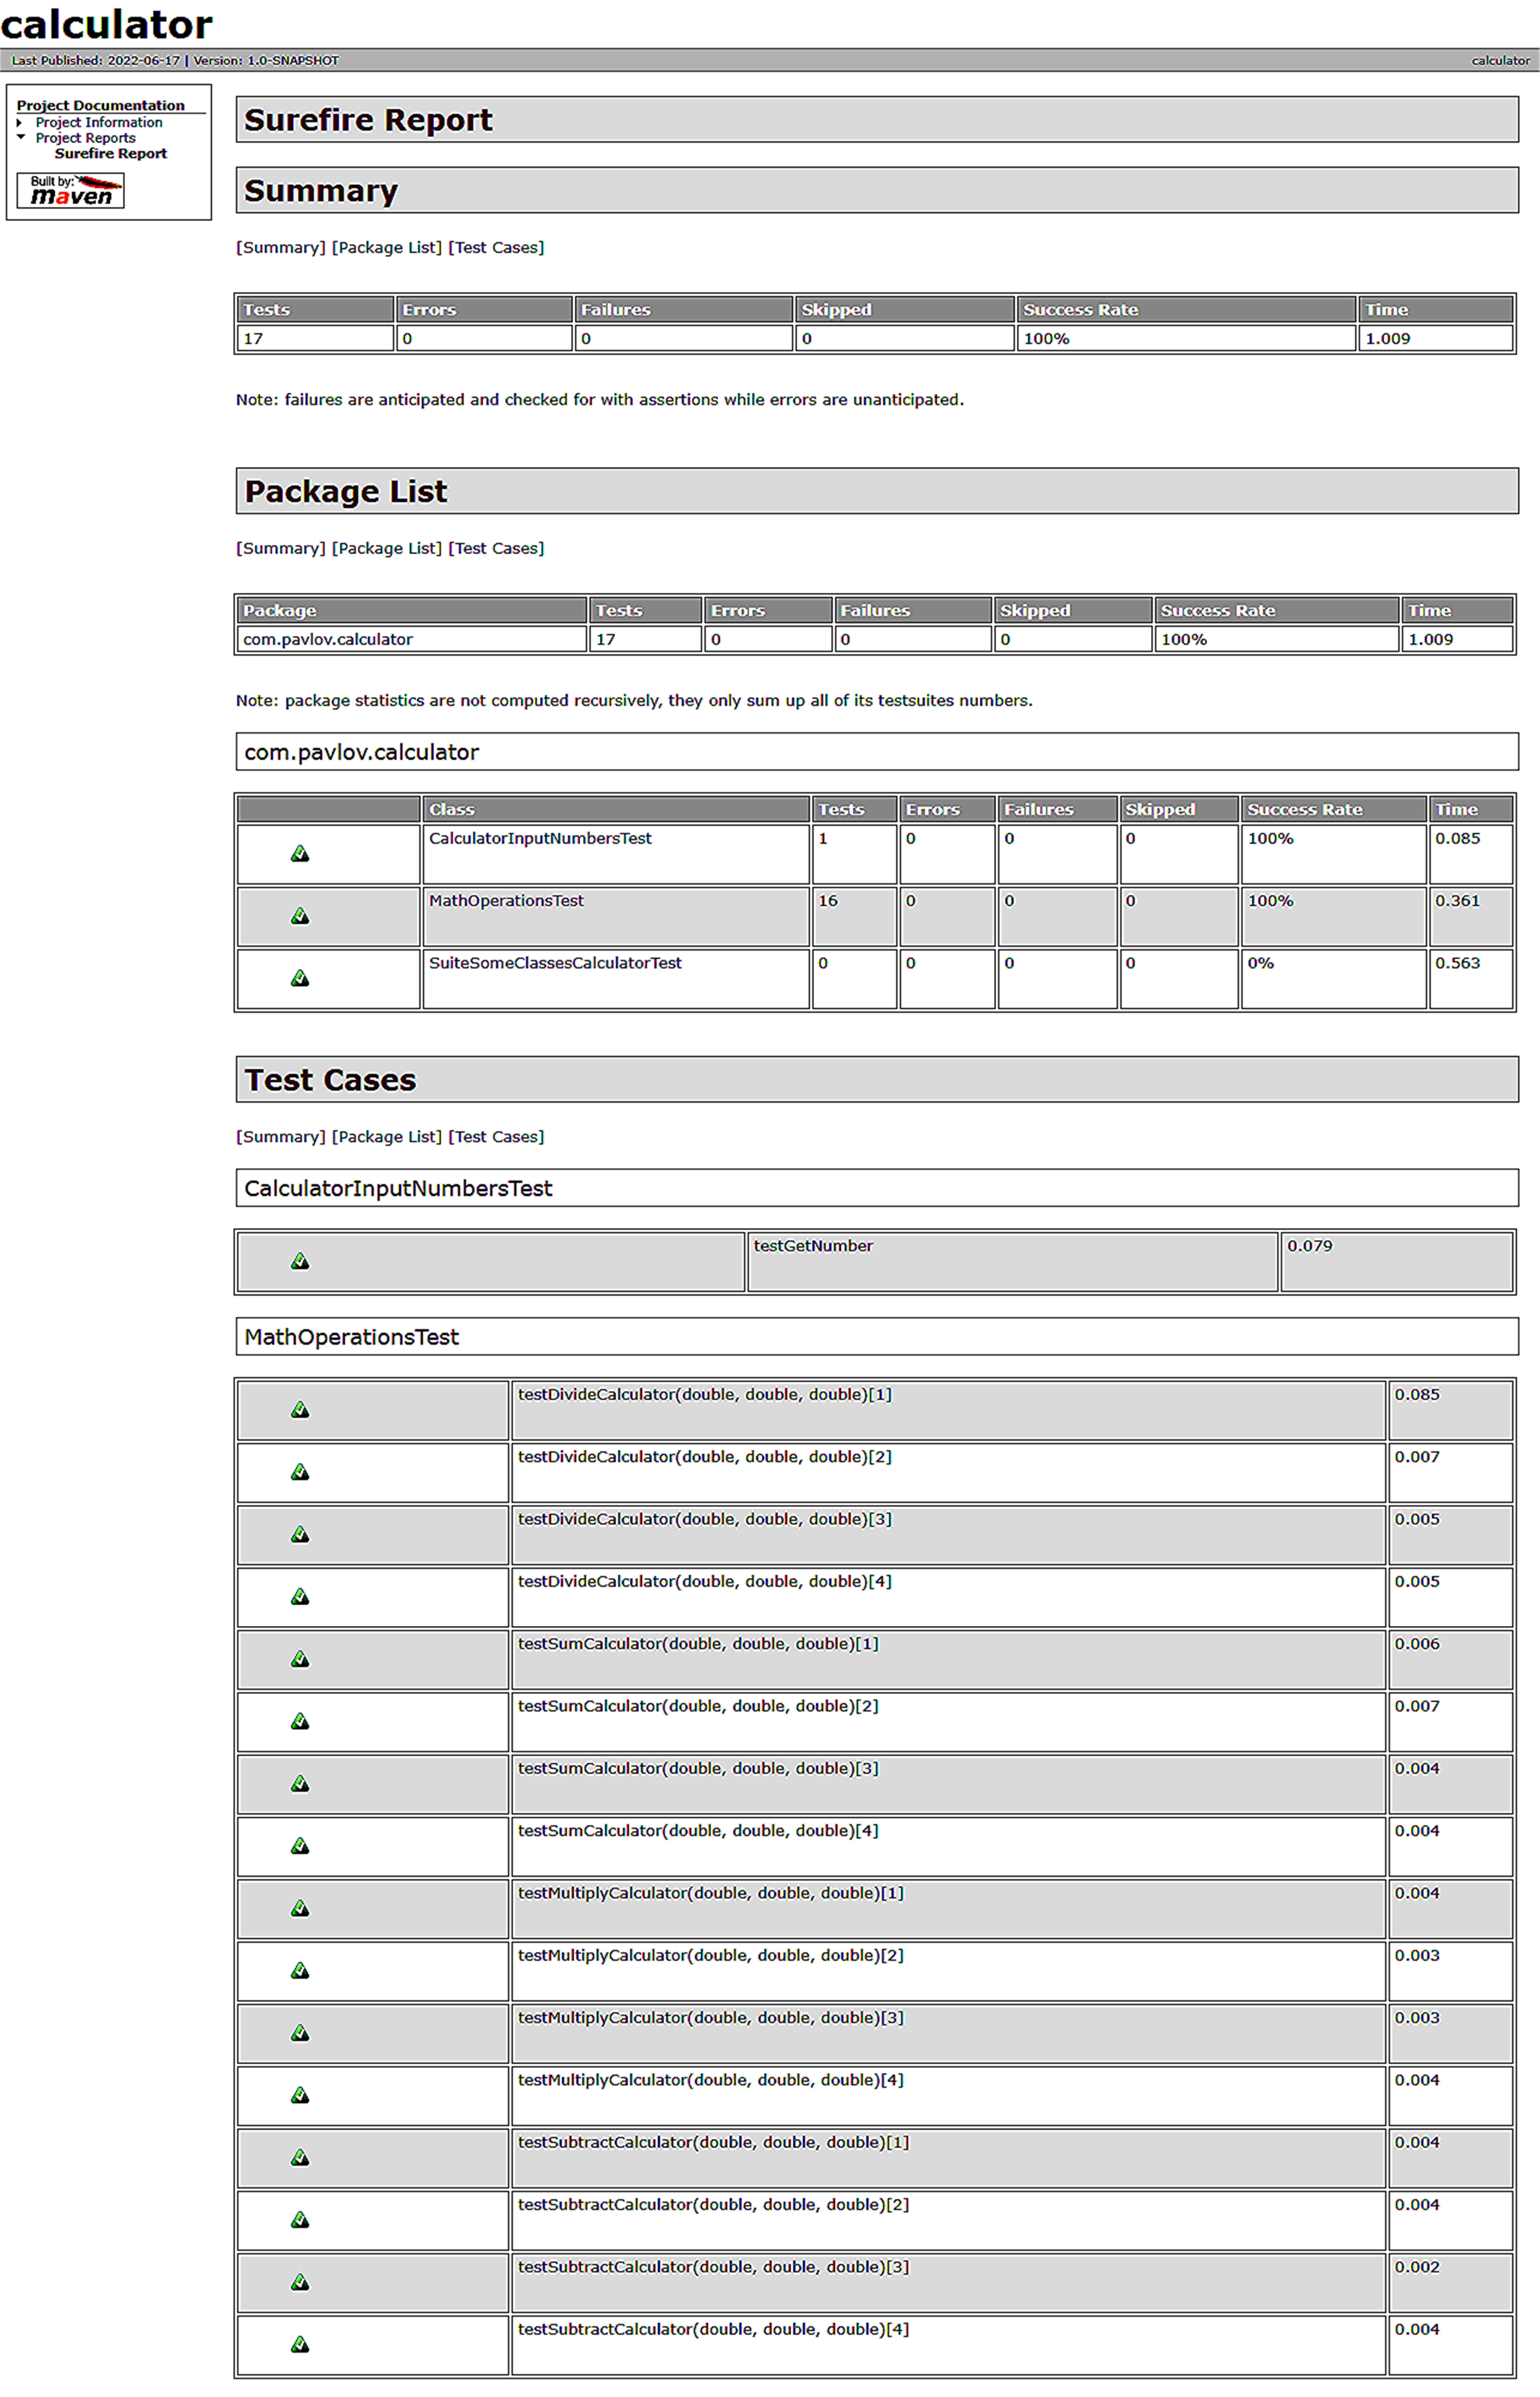 calculator
Last Published: 2022-06-17 | Version: 1.0-SNAPSHOT calculator
Project Documentation
Project Information
Project Reports
Surefire Report
Built by:
maven
Surefire Report
Summary
[Summary] [Package List] [Test Cases]
Tests Errors Failures Skipped Success Rate Time
17 0 0 0 100% 1.009
Note: failures are anticipated and checked for with assertions while errors are unanticipated.
Package List
[Summary] [Package List] [Test Cases]
Package Tests Errors Failures Skipped Success Rate Time
com.pavlov.calculator 17 0 0 0 100% 1.009
Note: package statistics are not computed recursively, they only sum up all of its testsuites numbers.
com.pavlov.calculator
Class Tests Errors Failures Skipped Success Rate Time
CalculatorInputNumbersTest 1 0 0 0 100% 0.085
MathOperationsTest 16 0 0 0 100% 0.361
SuiteSomeClassesCalculatorTest 0 0 0 0 0% 0.563
Test Cases
[Summary] [Package List] [Test Cases]
CalculatorInputNumbersTest
testGetNumber 0.079
MathOperationsTest
testDivideCalculator(double, double, double)[1] 0.085
testDivideCalculator(double, double, double)[2] 0.007
testDivideCalculator(double, double, double)[3] 0.005
testDivideCalculator(double, double, double)[4] 0.005
testSumCalculator(double, double, double)[1] 0.006
testSumCalculator(double, double, double)[2] 0.007
testSumCalculator(double, double, double)[3] 0.004
testSumCalculator(double, double, double)[4] 0.004
testMultiplyCalculator(double, double, double)[1] 0.004
testMultiplyCalculator(double, double, double)[2] 0.003
testMultiplyCalculator(double, double, double)[3] 0.003
testMultiplyCalculator(double, double, double)[4] 0.004
testSubtractCalculator(double, double, double)[1] 0.004
testSubtractCalculator(double, double, double)[2] 0.004
testSubtractCalculator(double, double, double)[3] 0.002
testSubtractCalculator(double, double, double)[4] 0.004